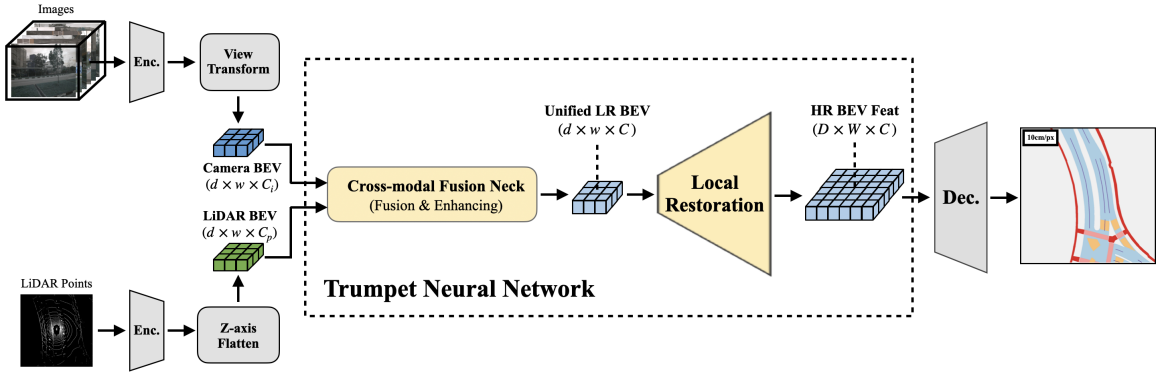 Images
Enc.
View
Transform
Camera BEV
(d × w × C_i)
LiDAR BEV
(d × w × C_p)
LiDAR Points
Enc.
Z-axis
Flatten
Cross-modal Fusion Neck
(Fusion & Enhancing)
Unified LR BEV
(d × w × C)
Local
Restoration
HR BEV Feat
(D × W × C)
Trumpet Neural Network
Dec.
10cm/px